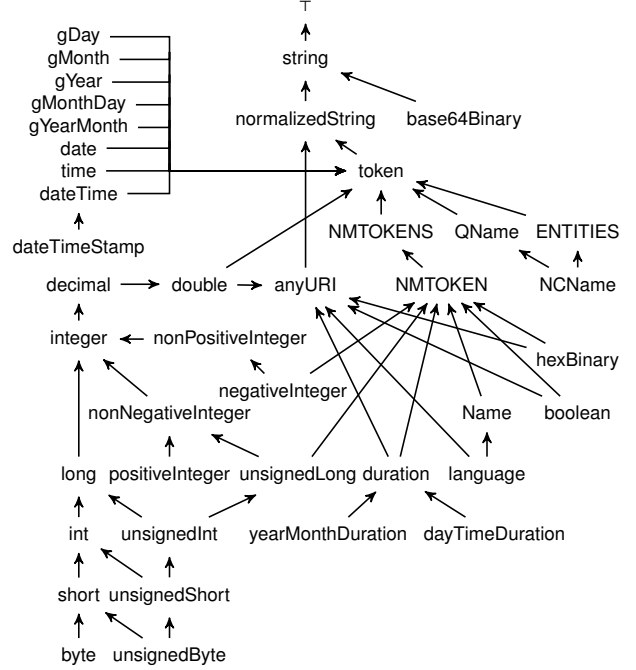 ⊤
gDay
string
gMonth
gYear
gMonthDay
normalizedString base64Binary
gYearMonth
date
time token
dateTime
NMTOKENS QName ENTITIES
dateTimeStamp
decimal double anyURI NMTOKEN NCName
integer nonPositiveInteger
hexBinary
negativeInteger
nonNegativeInteger Name boolean
long positiveInteger unsignedLong duration language
int unsignedInt yearMonthDuration dayTimeDuration
short unsignedShort
byte unsignedByte